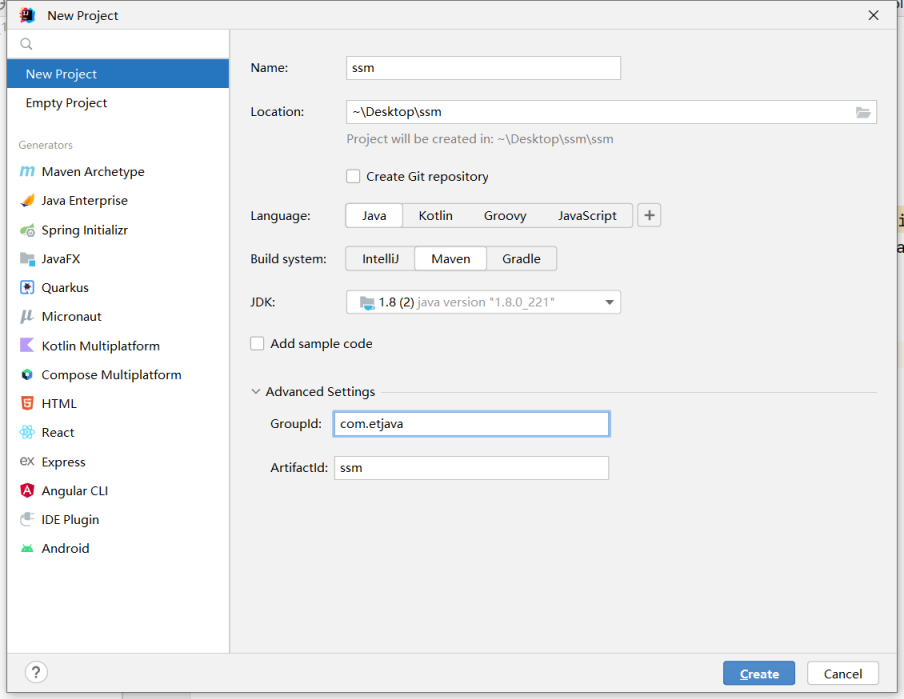 New Project
New Project
Empty Project
Generators
Maven Archetype
Java Enterprise
Spring Initializr
JavaFX
Quarkus
Micronaut
Kotlin Multiplatform
Compose Multiplatform
HTML
React
Express
Angular CLI
IDE Plugin
Android
Name: ssm
Location: ~\Desktop\ssm
Project will be created in: ~\Desktop\ssm\ssm
Create Git repository
Language: Java Kotlin Groovy JavaScript +
Build system: IntelliJ Maven Gradle
JDK: 1.8 (2) java version "1.8.0_221"
Add sample code
Advanced Settings
GroupId: com.etjava
ArtifactId: ssm
? Create Cancel